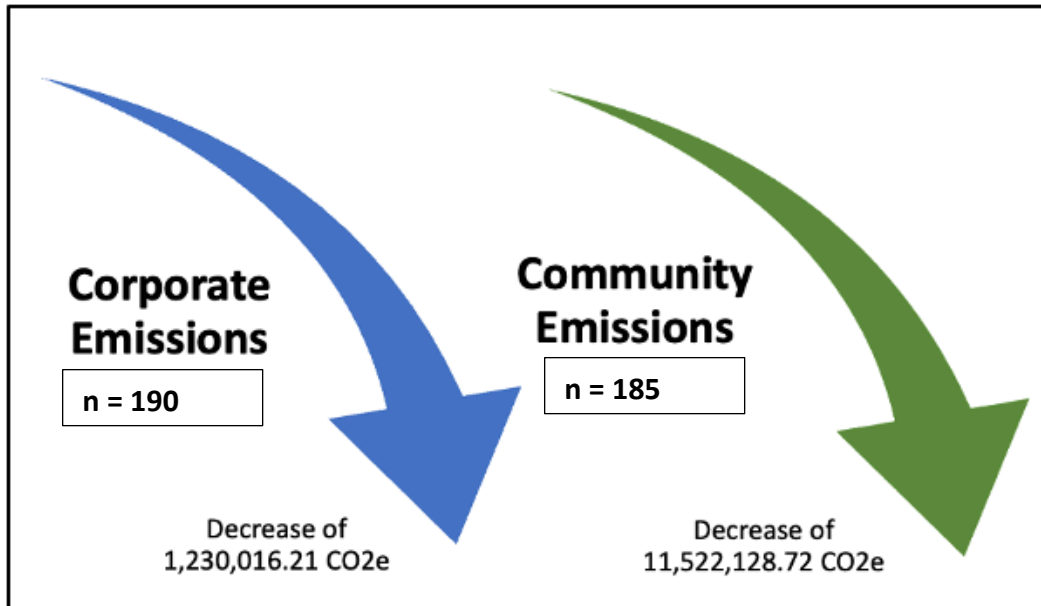 Corporate
Emissions
n = 190
Decrease of
1,230,016.21 CO2e
Community
Emissions
n = 185
Decrease of
11,522,128.72 CO2e